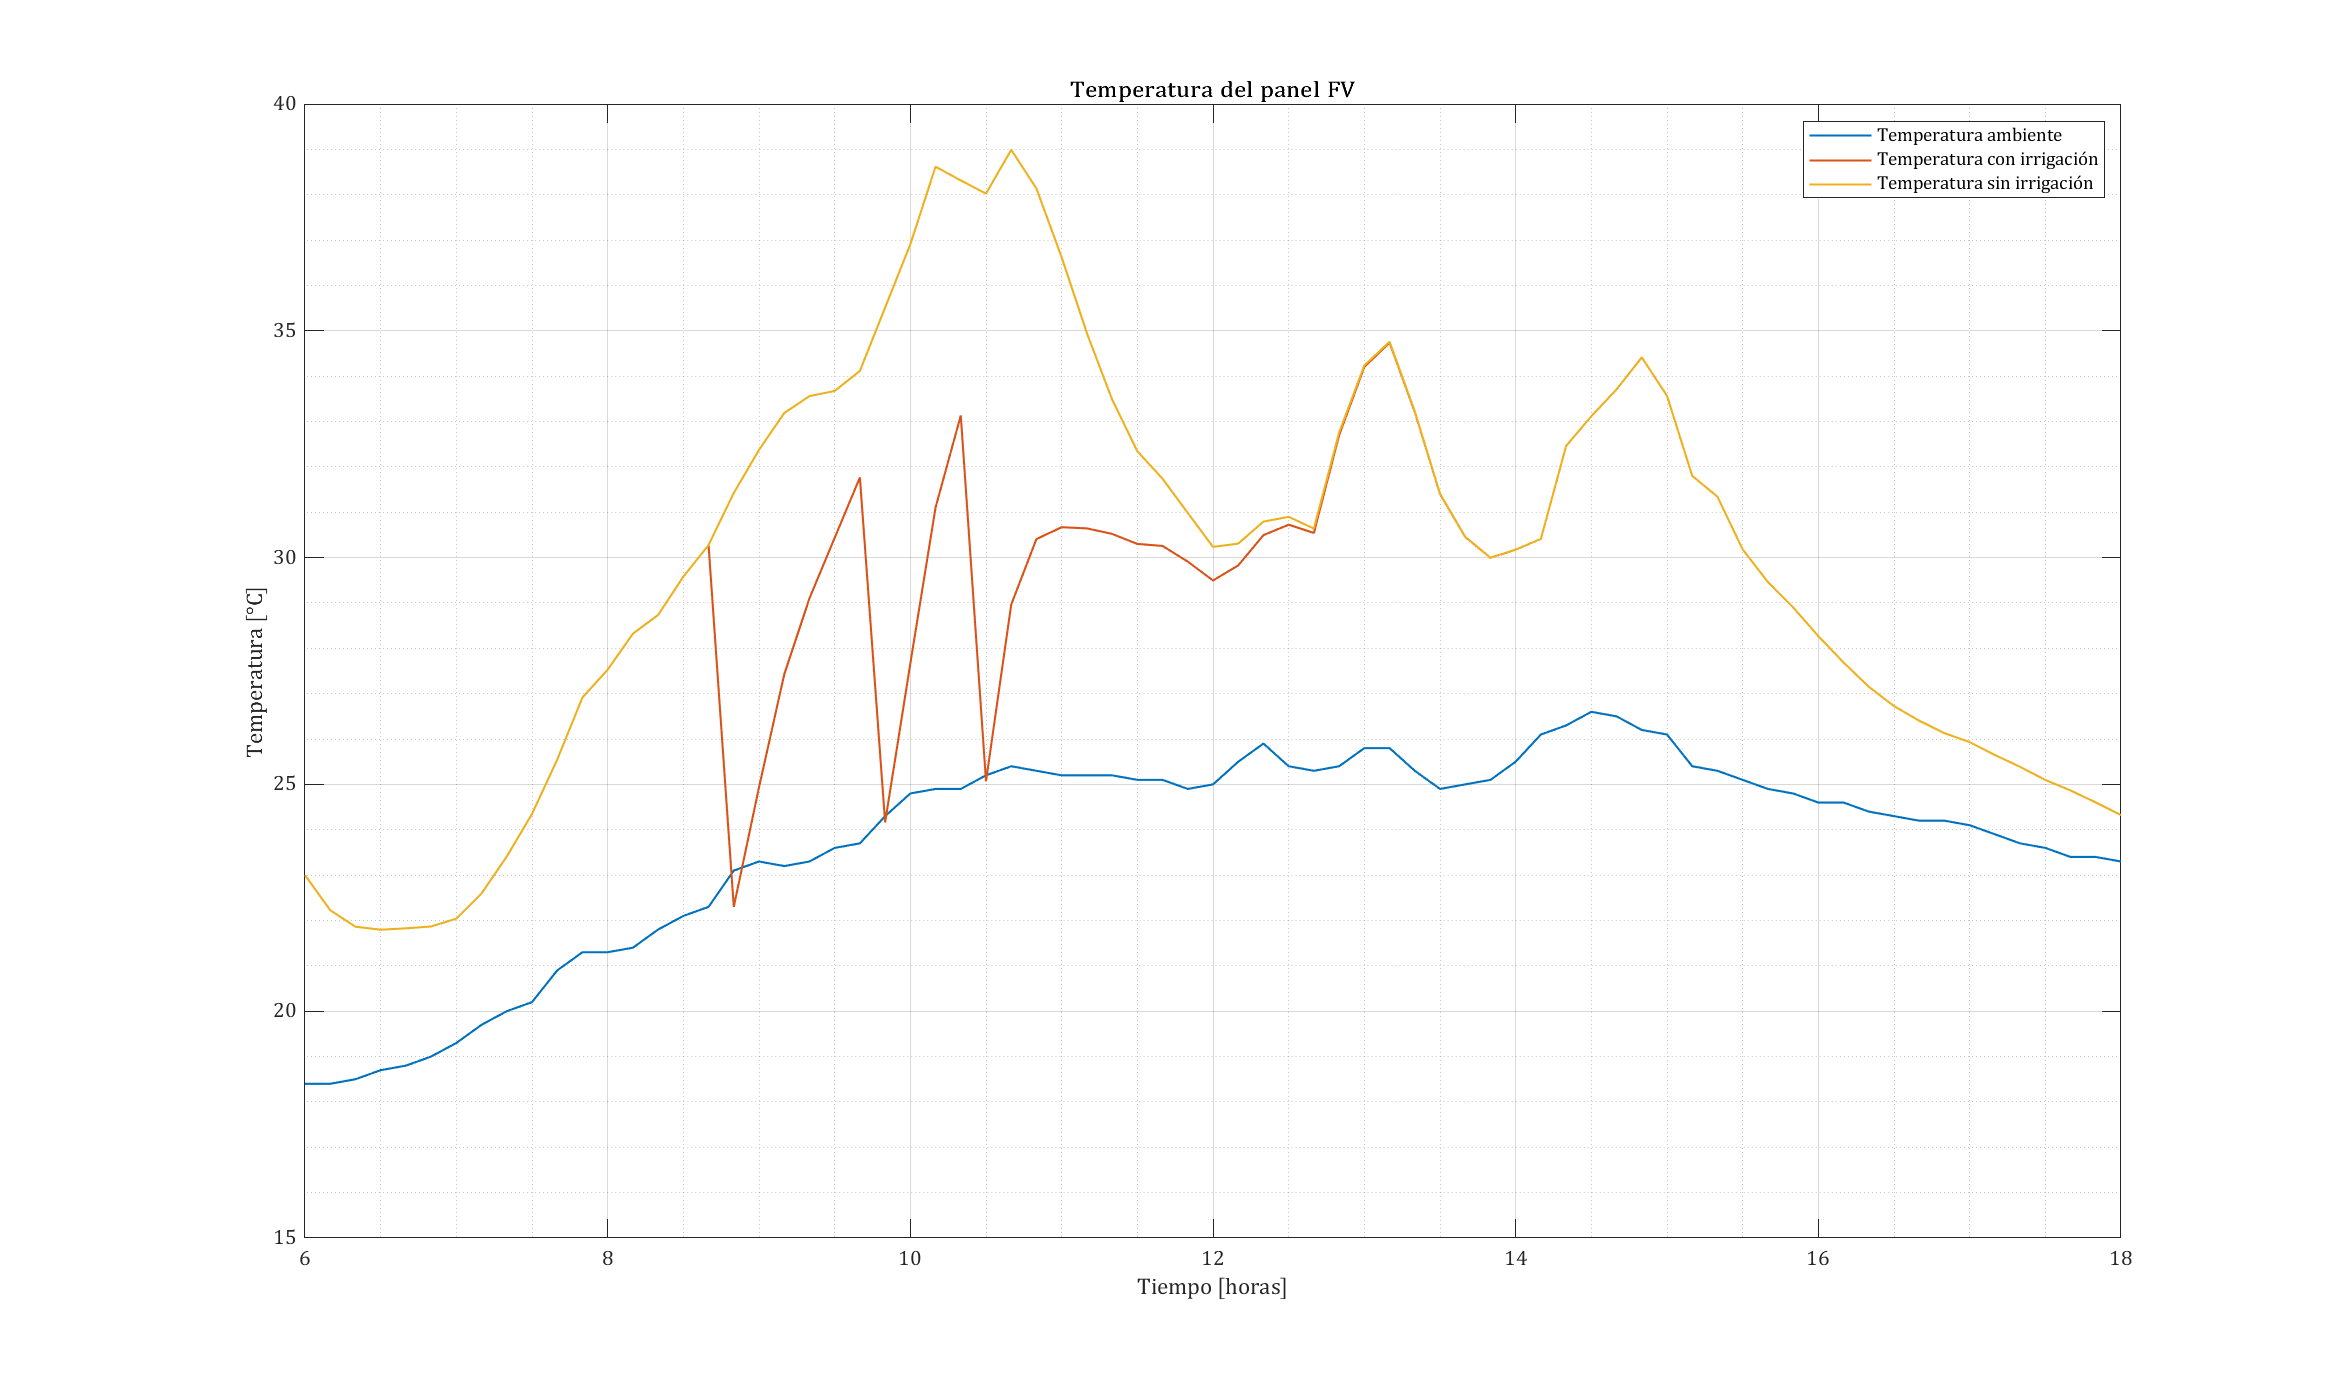 Temperatura del panel FV
40
35
30
25
20
15
Temperatura [°C]
Temperatura ambiente
Temperatura con irrigación
Temperatura sin irrigación
6 8 10 12 14 16 18
Tiempo [horas]